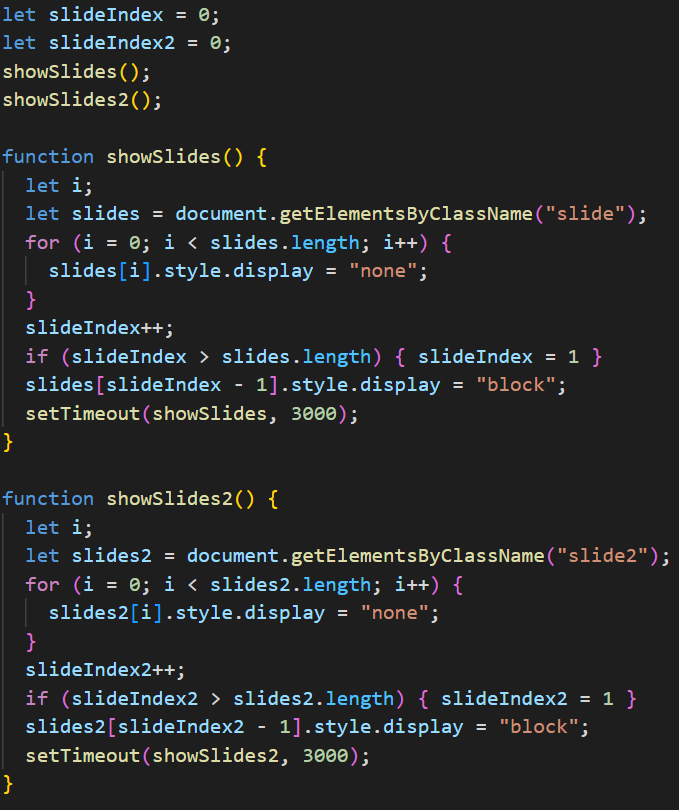 let slideIndex = 0;
let slideIndex2 = 0;
showSlides();
showSlides2();

function showSlides() {
  let i;
  let slides = document.getElementsByClassName("slide");
  for (i = 0; i < slides.length; i++) {
    slides[i].style.display = "none";
  }
  slideIndex++;
  if (slideIndex > slides.length) { slideIndex = 1 }
  slides[slideIndex - 1].style.display = "block";
  setTimeout(showSlides, 3000);
}

function showSlides2() {
  let i;
  let slides2 = document.getElementsByClassName("slide2");
  for (i = 0; i < slides2.length; i++) {
    slides2[i].style.display = "none";
  }
  slideIndex2++;
  if (slideIndex2 > slides2.length) { slideIndex2 = 1 }
  slides2[slideIndex2 - 1].style.display = "block";
  setTimeout(showSlides2, 3000);
}